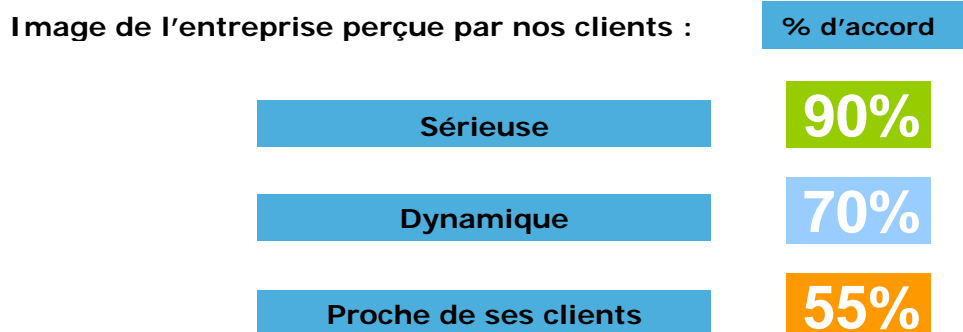 Image de l'entreprise perçue par nos clients :
% d'accord
Sérieuse
90%
Dynamique
70%
Proche de ses clients
55%